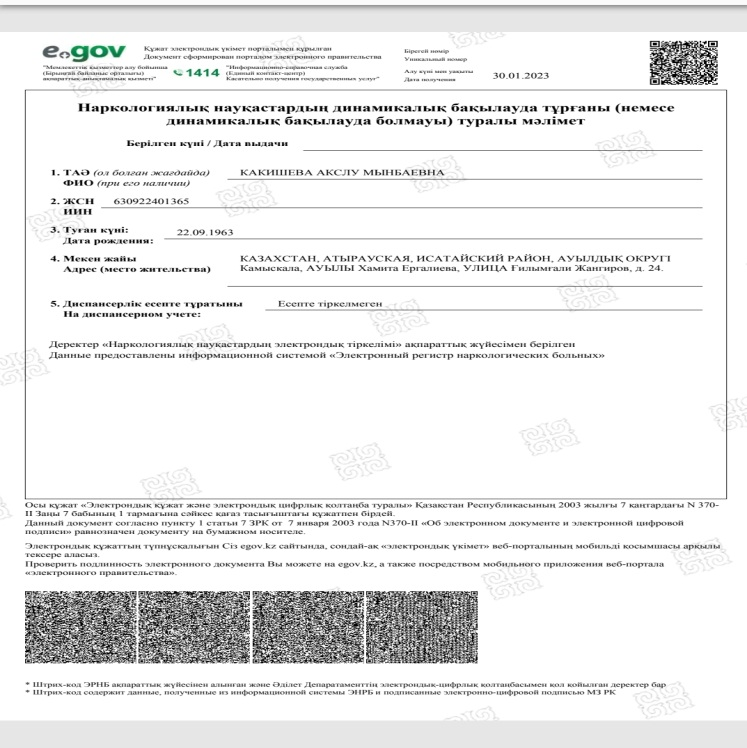 egov
Құжат электрондық үкімет порталымен құрылған
Документ сформирован порталом электронного правительства
"Мемлекеттік қызметтер алу бойынша
(Бірыңғай байланыс орталығы)
ақпараттық-анықтамалық қызметі"
1414
"Информационно-справочная служба
(Единый контакт-центр)
Касательно получения государственных услуг"
Бірегей нөмір
Уникальный номер
Алу күні мен уақыты
Дата получения
30.01.2023
Наркологиялық науқастардың динамикалық бақылауда тұрғаны (немесе
динамикалық бақылауда болмауы) туралы мәлімет
Берілген күні / Дата выдачи
1. ТАӘ (ол болған жағдайда) КАКИШЕВА АКСЛУ МЫНБАЕВНА
ФИО (при его наличии)
2. ЖСН 630922401365
ИИН
3. Туған күні: 22.09.1963
Дата рождения:
4. Мекен жайы КАЗАХСТАН, АТЫРАУСКАЯ, ИСАТАЙСКИЙ РАЙОН, АУЫЛДЫҚ ОКРУГІ
Адрес (место жительства) Камыскала, АУЫЛЫ Хамита Ергалиева, УЛИЦА Ғилымгали Жангиров, д. 24.
5. Диспансерлік есепте тұратыны Есепте тіркелмеген
На диспансерном учете:
Деректер «Наркологиялық науқастардың электрондық тіркелімі» ақпараттық жүйесімен берілген
Данные предоставлены информационной системой «Электронный регистр наркологических больных»
Осы құжат «Электрондық құжат және электрондық цифрлық қолтаңба туралы» Қазақстан Республикасының 2003 жылғы 7 қаңтардағы N 370-
II Заңы 7 бабының 1 тармағына сәйкес қағаз тасығыштағы құжатпен бірдей.
Данный документ согласно пункту 1 статьи 7 ЗРК от 7 января 2003 года N370-II «Об электронном документе и электронной цифровой
подписи» равнозначен документу на бумажном носителе.
Электрондық құжаттың түпнұсқалығын Сіз egov.kz сайтында, сондай-ақ «электрондық үкімет» веб-порталының мобильді қосымшасы арқылы
тексере аласыз.
Проверить подлинность электронного документа Вы можете на egov.kz, а также посредством мобильного приложения веб-портала
«электронного правительства».
* Штрих-код ЭРНБ ақпараттық жүйесінен алынған және Әділет Департаментінің электрондық-цифрлық қолтаңбасымен қол қойылған деректер бар
* Штрих-код содержит данные, полученные из информационной системы ЭНРБ и подписанные электронно-цифровой подписью МЗ РК